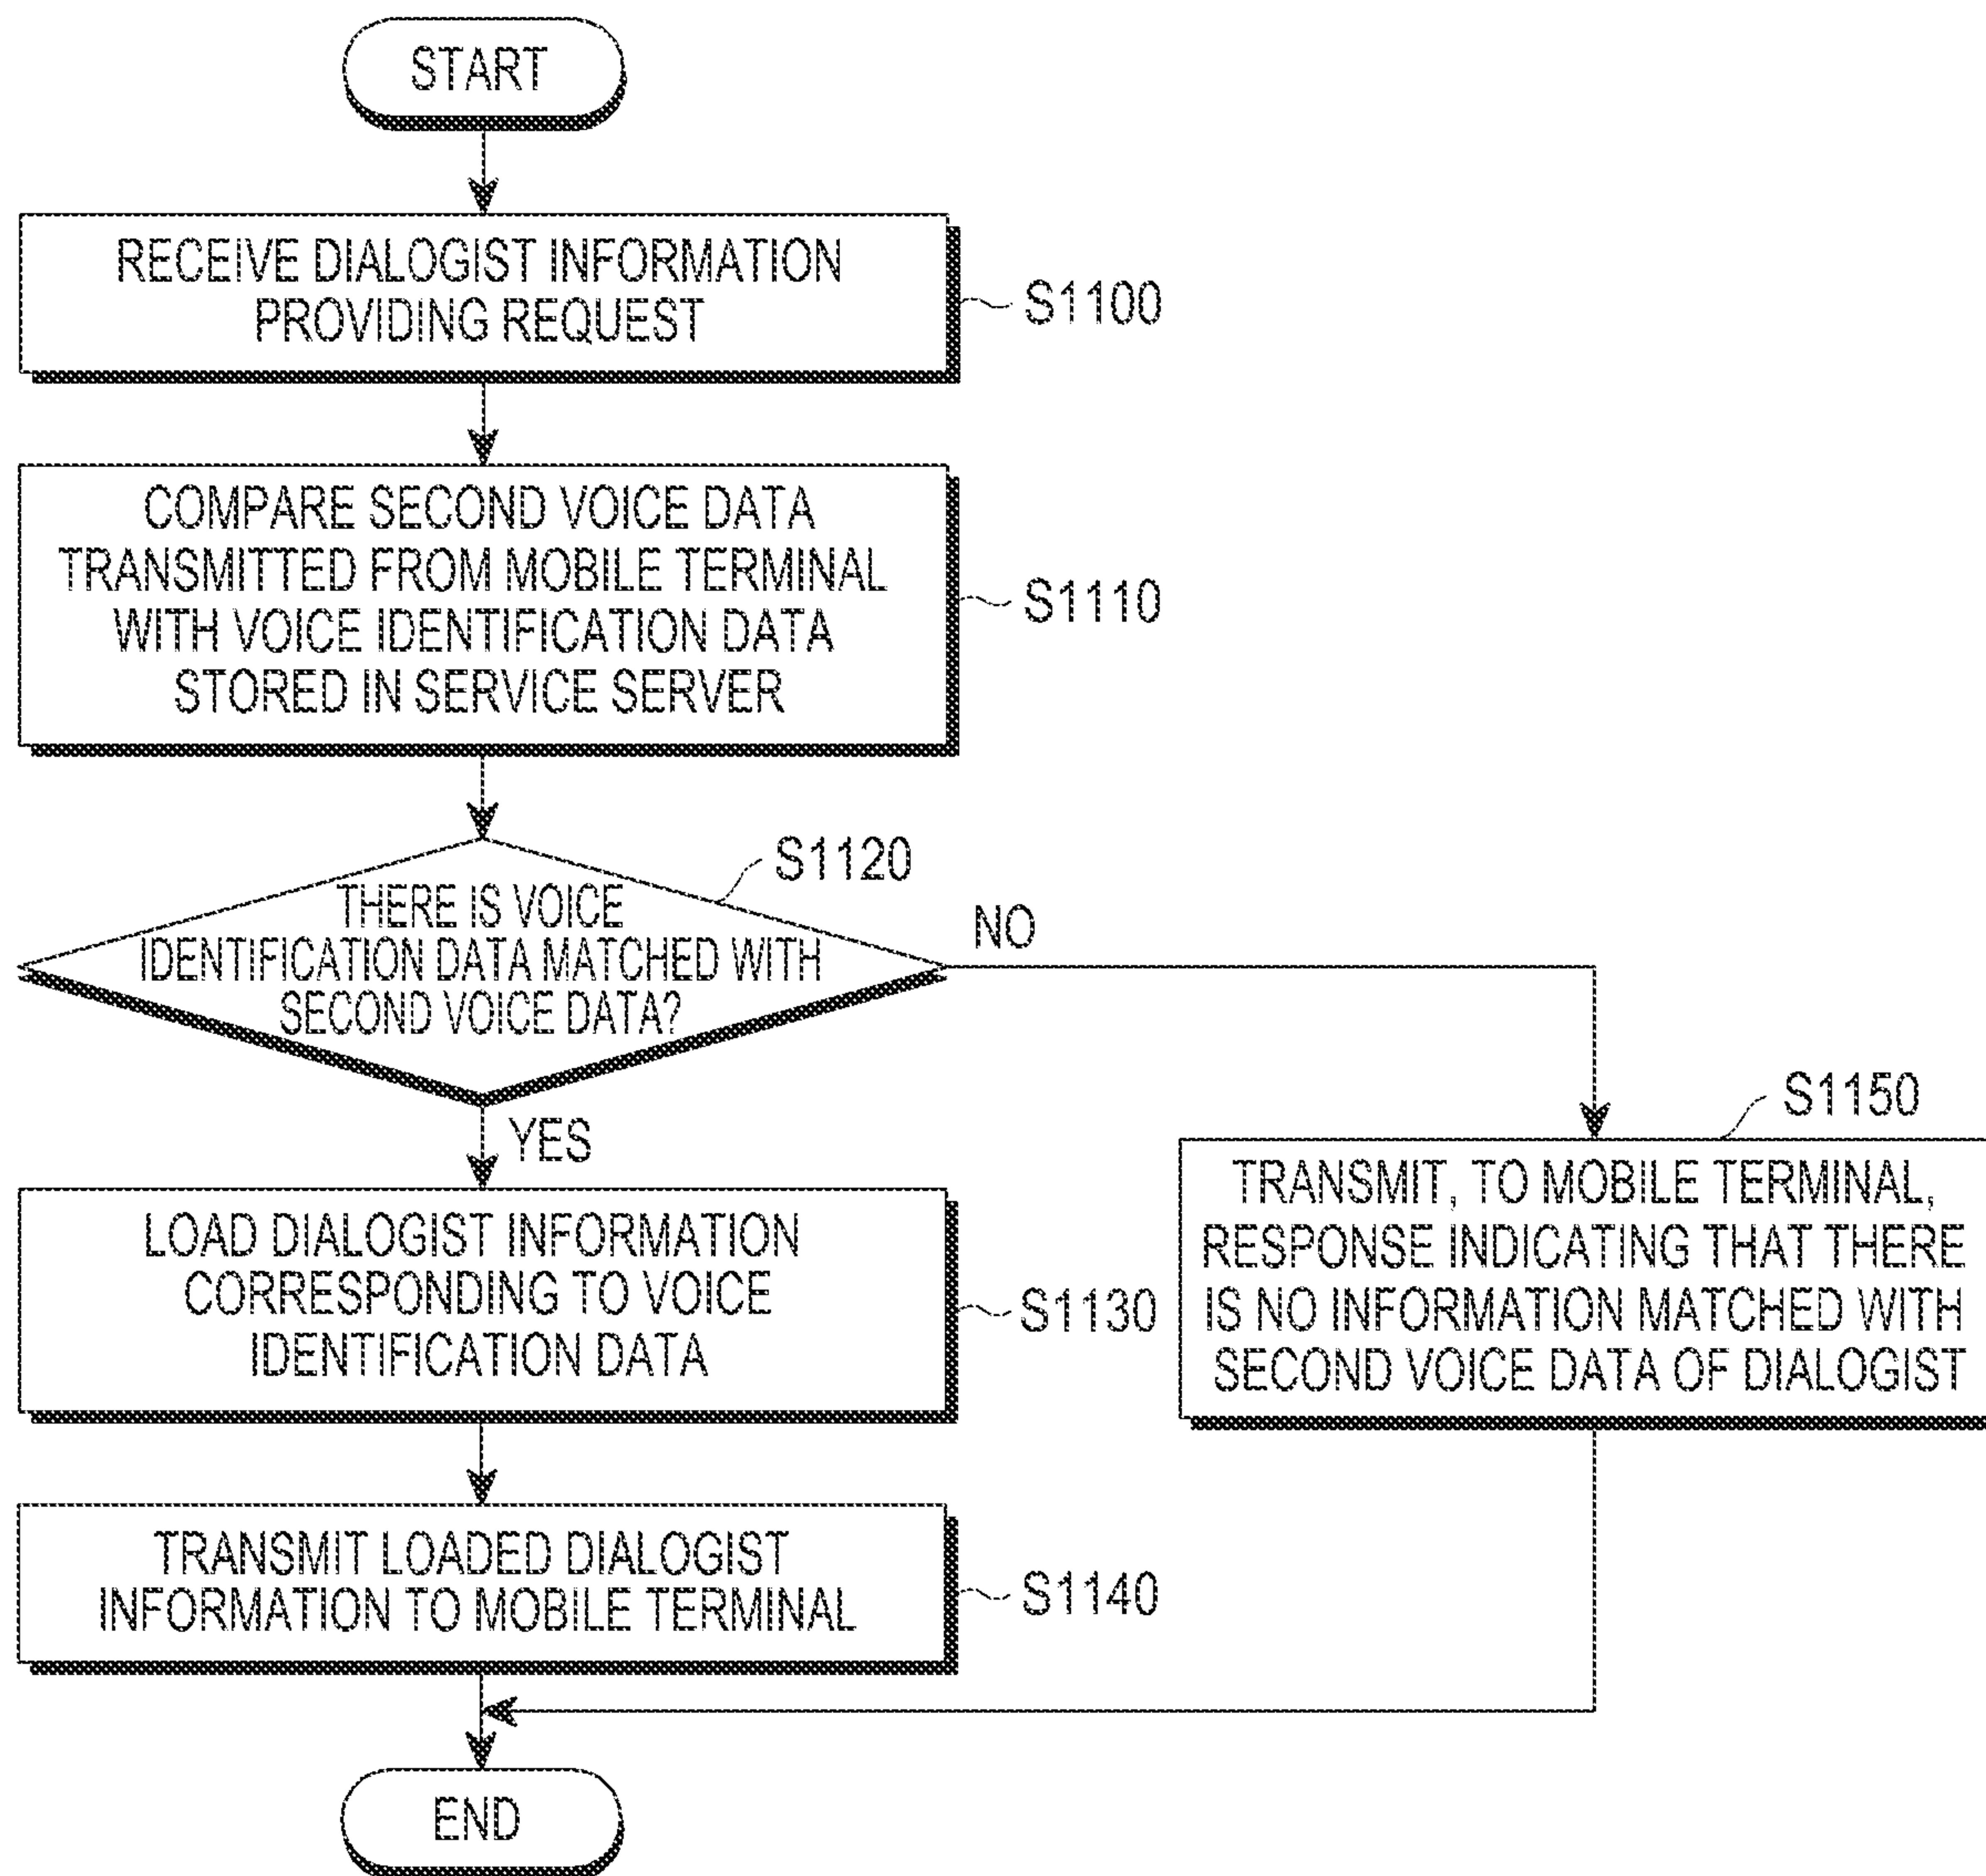 START
RECEIVE DIALOGIST INFORMATION
PROVIDING REQUEST
S1100
COMPARE SECOND VOICE DATA
TRANSMITTED FROM MOBILE TERMINAL
WITH VOICE IDENTIFICATION DATA
STORED IN SERVICE SERVER
S1110
S1120
THERE IS VOICE
IDENTIFICATION DATA MATCHED WITH
SECOND VOICE DATA?
NO
YES
LOAD DIALOGIST INFORMATION
CORRESPONDING TO VOICE
IDENTIFICATION DATA
S1130
S1150
TRANSMIT, TO MOBILE TERMINAL,
RESPONSE INDICATING THAT THERE
IS NO INFORMATION MATCHED WITH
SECOND VOICE DATA OF DIALOGIST
TRANSMIT LOADED DIALOGIST
INFORMATION TO MOBILE TERMINAL
S1140
END